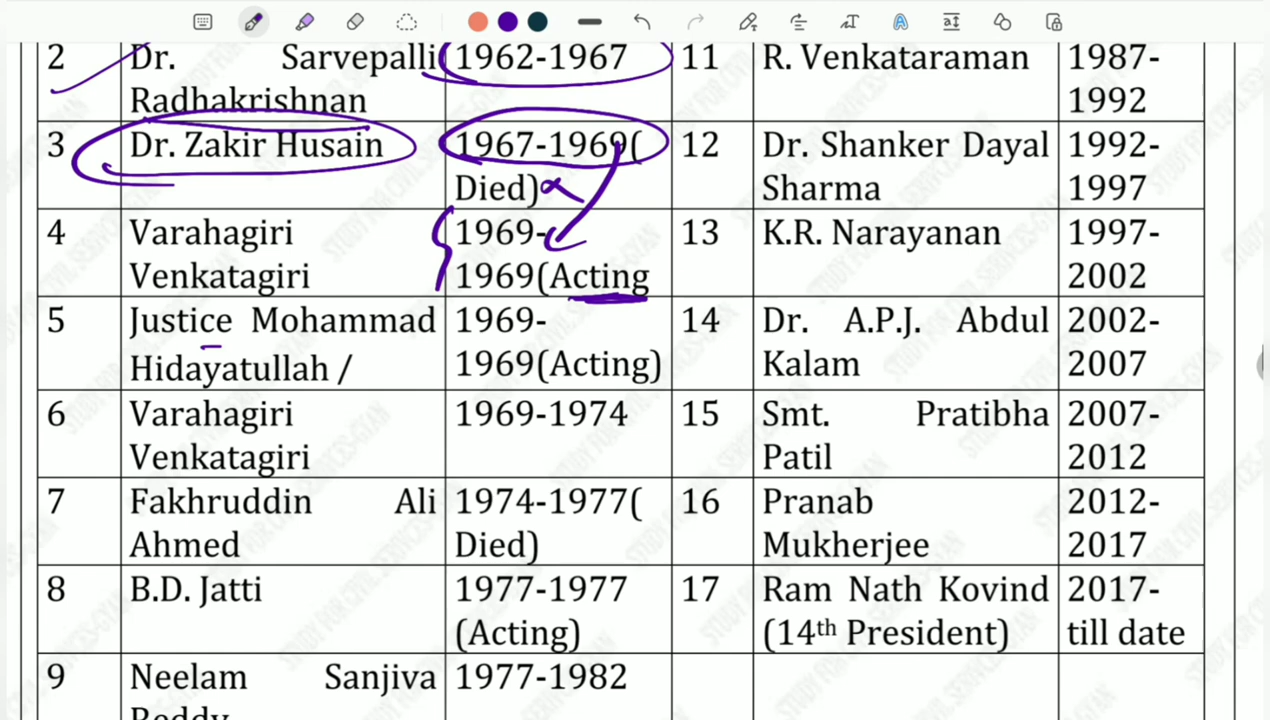 2 Dr. Sarvepalli 1962-1967 11 R. Venkataraman 1987-
Radhakrishnan 1992
3 Dr. Zakir Husain 1967-1969( 12 Dr. Shanker Dayal 1992-
Died) Sharma 1997
4 Varahagiri 1969- 13 K.R. Narayanan 1997-
Venkatagiri 1969(Acting 2002
5 Justice Mohammad 1969- 14 Dr. A.P.J. Abdul 2002-
Hidayatullah / 1969(Acting) Kalam 2007
6 Varahagiri 1969-1974 15 Smt. Pratibha 2007-
Venkatagiri Patil 2012
7 Fakhruddin Ali 1974-1977( 16 Pranab 2012-
Ahmed Died) Mukherjee 2017
8 B.D. Jatti 1977-1977 17 Ram Nath Kovind 2017-
(Acting) (14th President) till date
9 Neelam Sanjiva 1977-1982
Reddy